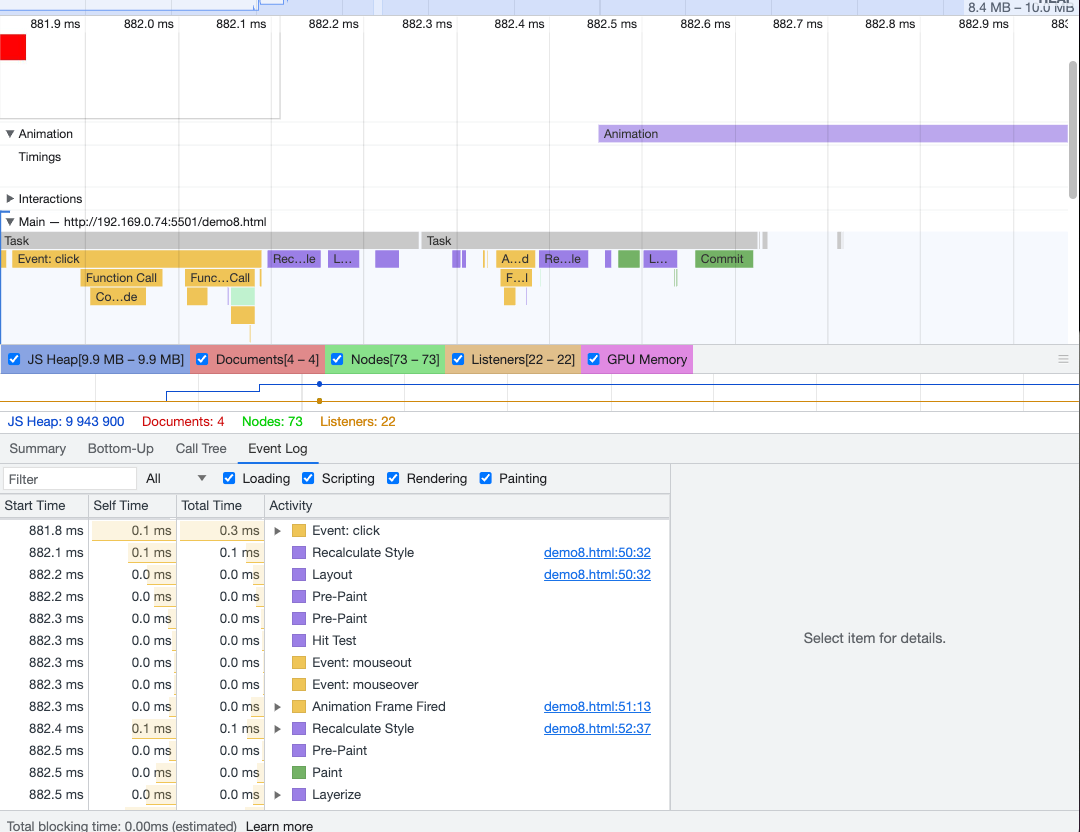 8.4 MB – 10.0 MB
881.9 ms 882.0 ms 882.1 ms 882.2 ms 882.3 ms 882.4 ms 882.5 ms 882.6 ms 882.7 ms 882.8 ms 882.9 ms
Animation
Animation
Timings
Interactions
Main — http://192.169.0.74:5501/demo8.html
Task Task
Event: click Rec…le L… A…d Re…le L… Commit
Function Call Func…Call F…l
Co…de
JS Heap[9.9 MB – 9.9 MB] Documents[4 – 4] Nodes[73 – 73] Listeners[22 – 22] GPU Memory
JS Heap: 9 943 900 Documents: 4 Nodes: 73 Listeners: 22
Summary Bottom-Up Call Tree Event Log
Filter All Loading Scripting Rendering Painting
Start Time Self Time Total Time Activity
881.8 ms 0.1 ms 0.3 ms Event: click
882.1 ms 0.1 ms 0.1 ms Recalculate Style demo8.html:50:32
882.2 ms 0.0 ms 0.0 ms Layout demo8.html:50:32
882.2 ms 0.0 ms 0.0 ms Pre-Paint
882.3 ms 0.0 ms 0.0 ms Pre-Paint
882.3 ms 0.0 ms 0.0 ms Hit Test
882.3 ms 0.0 ms 0.0 ms Event: mouseout
882.3 ms 0.0 ms 0.0 ms Event: mouseover
882.3 ms 0.0 ms 0.0 ms Animation Frame Fired demo8.html:51:13
882.4 ms 0.1 ms 0.1 ms Recalculate Style demo8.html:52:37
882.5 ms 0.0 ms 0.0 ms Pre-Paint
882.5 ms 0.0 ms 0.0 ms Paint
882.5 ms 0.0 ms 0.0 ms Layerize
Select item for details.
Total blocking time: 0.00ms (estimated) Learn more